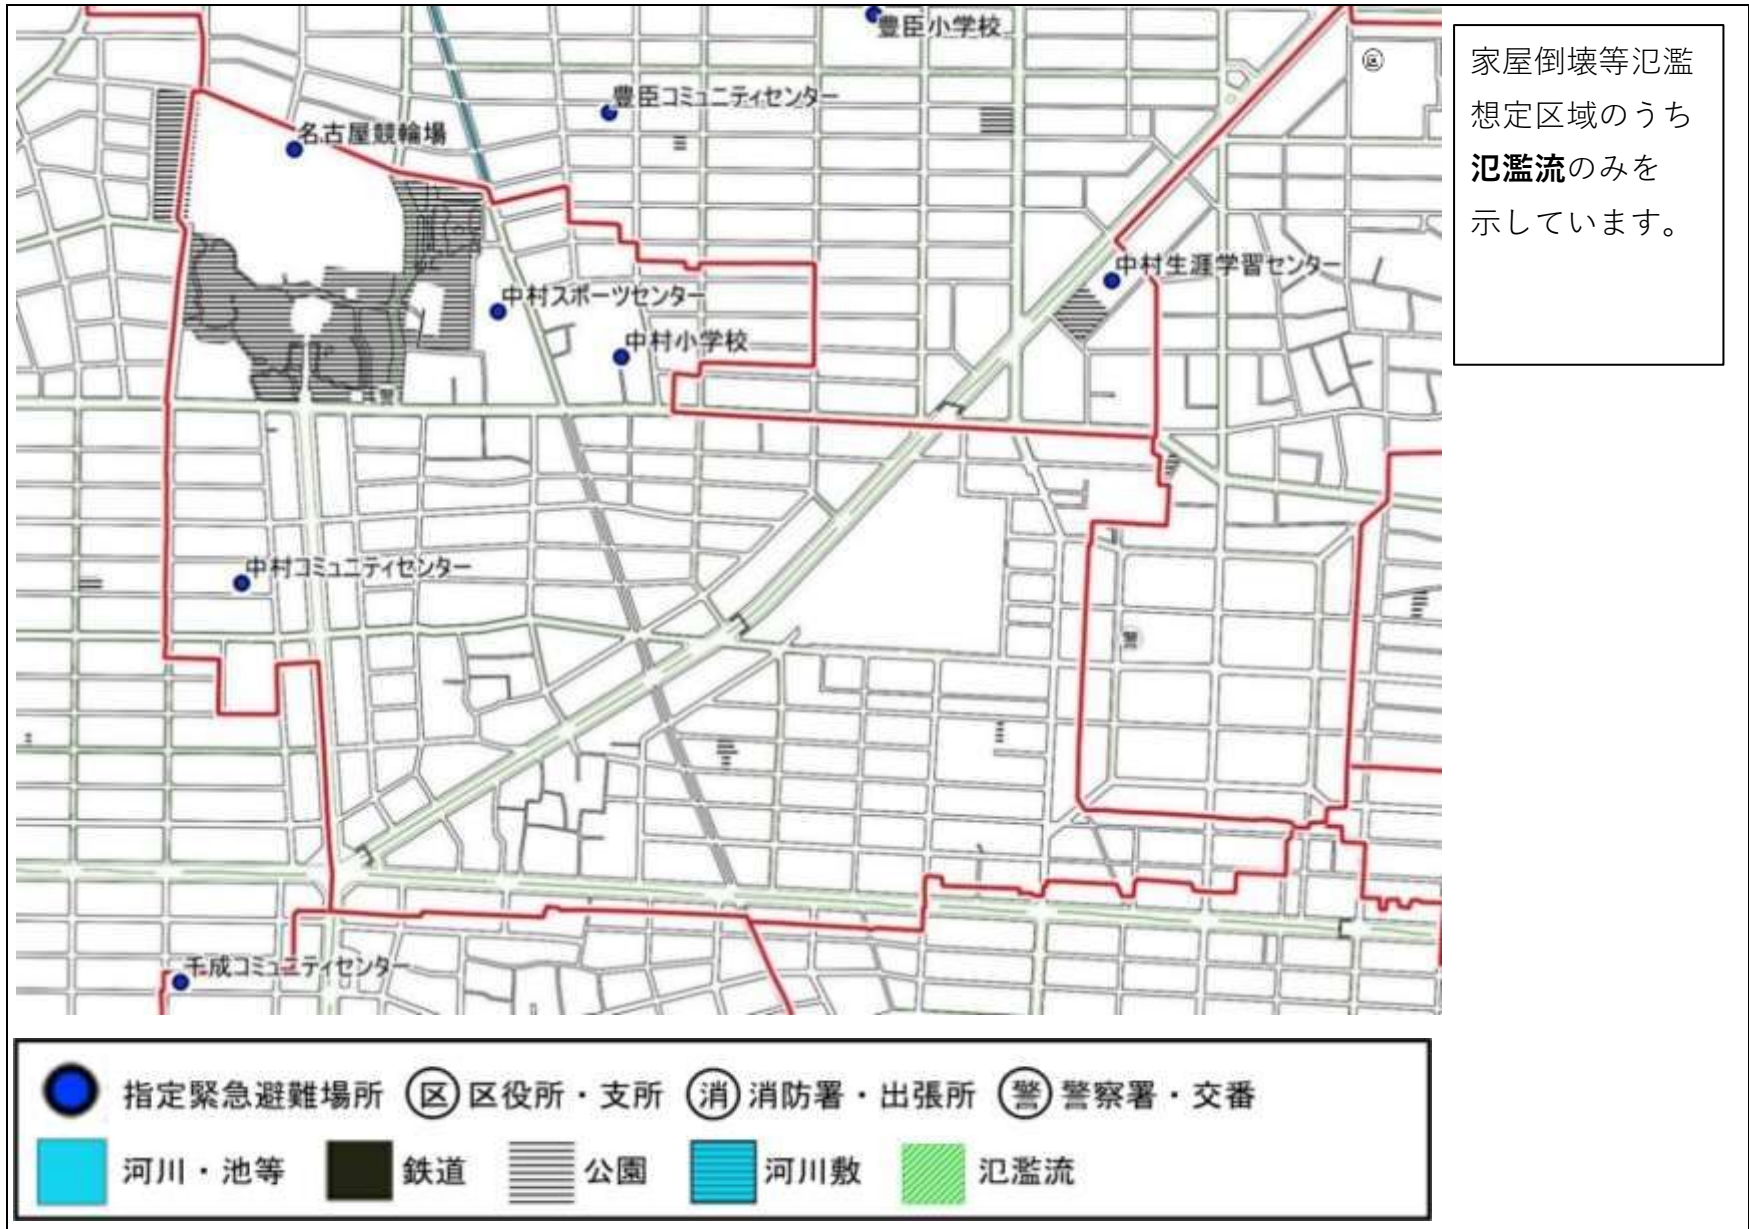 豊臣小学校
区
豊臣コミュニティセンター
名古屋競輪場
中村生涯学習センター
中村スポーツセンター
中村小学校
警
中村コミュニティセンター
警
千成コミュニティセンター
家屋倒壊等氾濫
想定区域のうち
氾濫流のみを
示しています。
指定緊急避難場所 区 区役所・支所 消 消防署・出張所 警 警察署・交番
河川・池等 鉄道 公園 河川敷 氾濫流